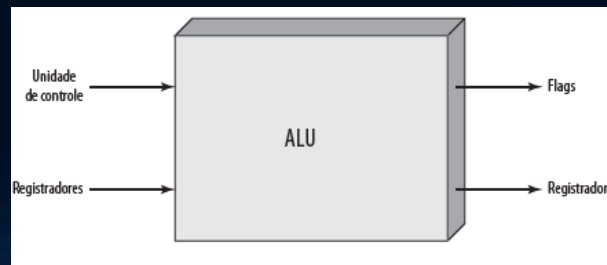 Unidade
de controle
Flags
ALU
Registradores
Registrador